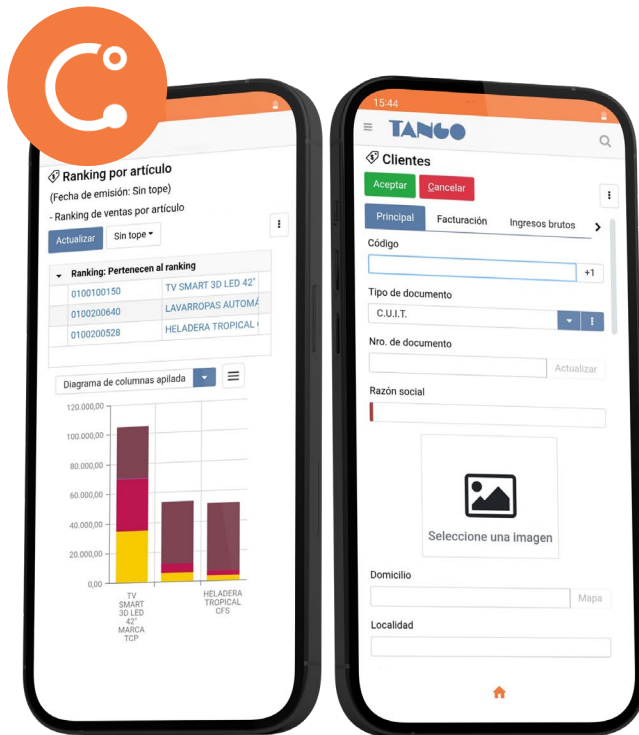 Ranking por artículo
(Fecha de emisión: Sin tope)
- Ranking de ventas por artículo
Actualizar
Sin tope
Ranking: Pertenecen al ranking
0100100150 TV SMART 3D LED 42"
0100200640 LAVARROPAS AUTOMÁ
0100200528 HELADERA TROPICAL
Diagrama de columnas apilada
120.000,00
100.000,00
80.000,00
60.000,00
40.000,00
20.000,00
0,00
TV
SMART
3D LED
42"
MARCA
TCP
HELADERA
TROPICAL
CFS
15:44
TANGO
Clientes
Aceptar
Cancelar
Principal
Facturación
Ingresos brutos
Código
+1
Tipo de documento
C.U.I.T.
Nro. de documento
Actualizar
Razón social
Seleccione una imagen
Domicilio
Mapa
Localidad